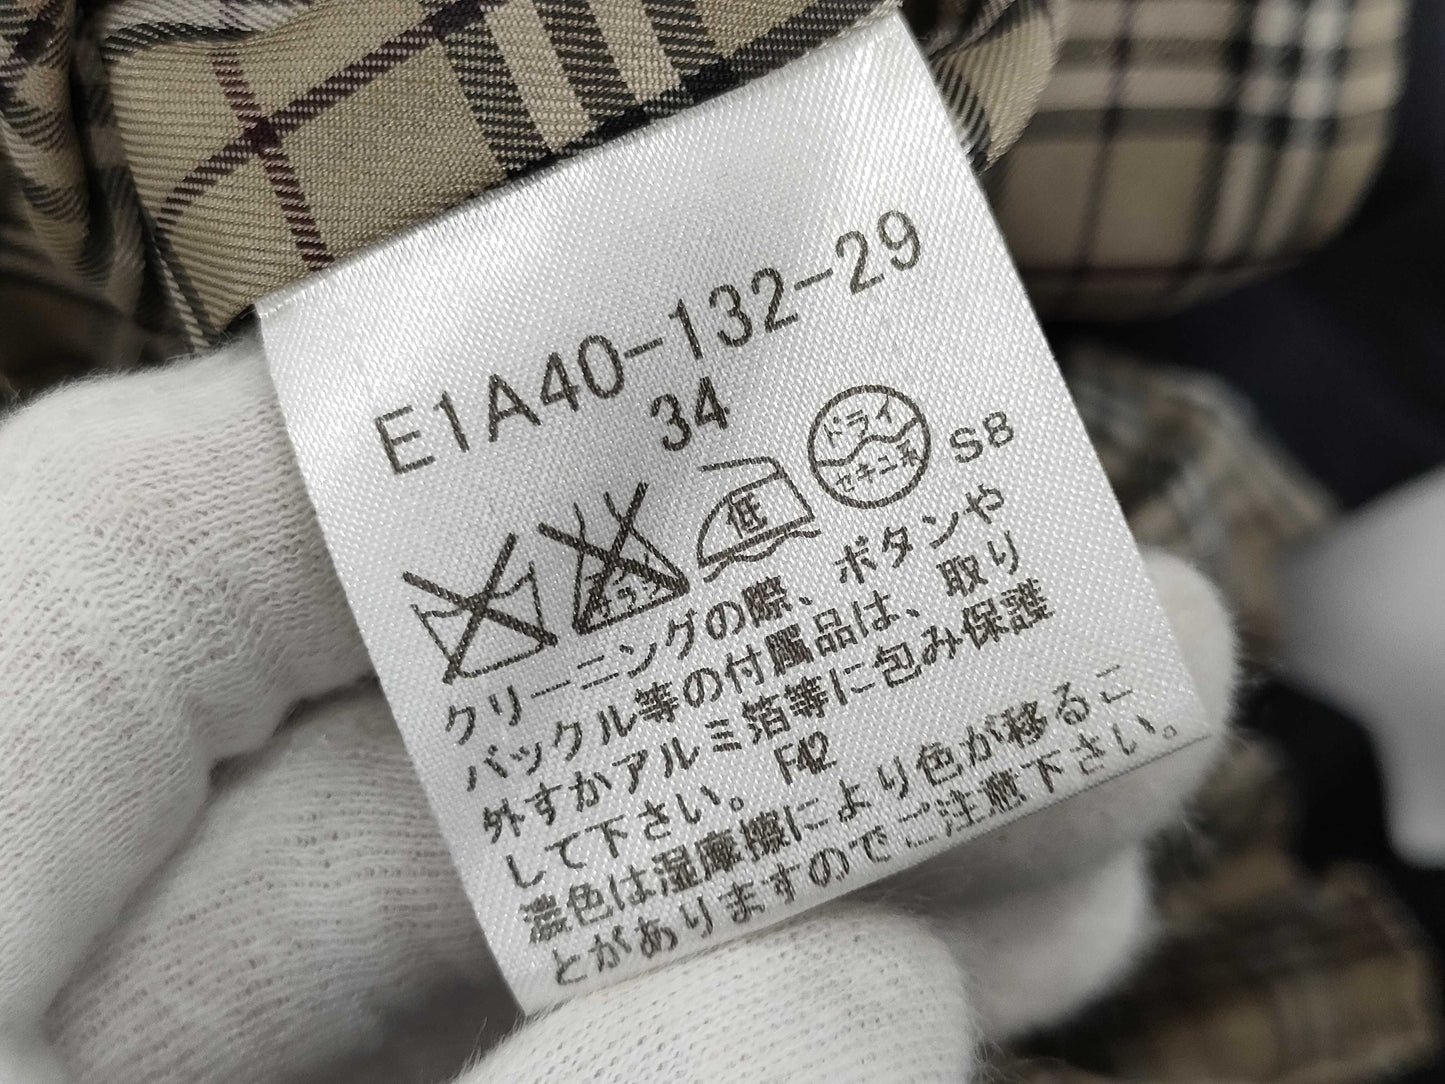 E1A40-132-29
34
低
ドライ
セキユ系
S8
クリーニングの際、ボタンや
バックル等の付属品は、取り
外すかアルミ箔等に包み保護
して下さい。 F42
濃色は湿摩擦により色が移るこ
とがありますのでご注意下さい。